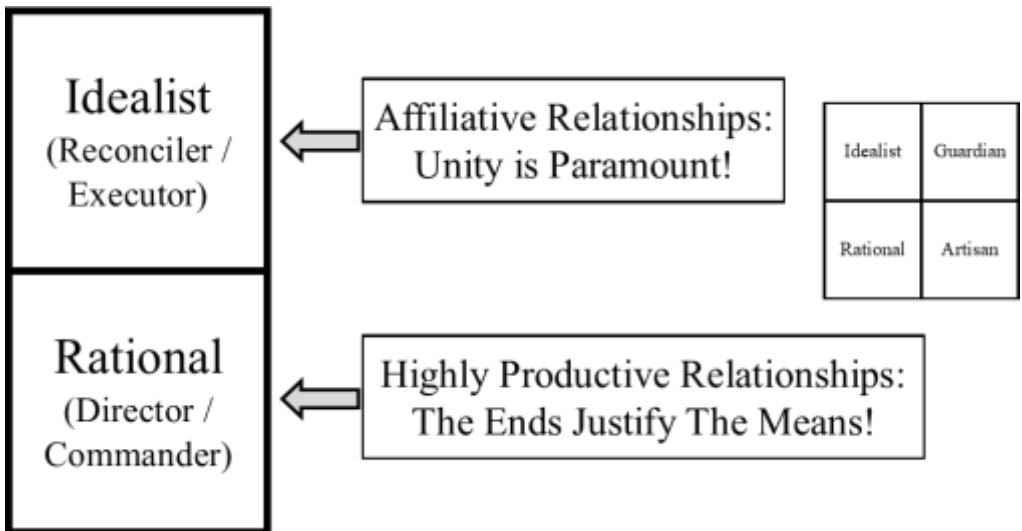 Idealist
(Reconciler /
Executor)
Affiliative Relationships:
Unity is Paramount!
Idealist
Guardian
Rational
Artisan
Rational
(Director /
Commander)
Highly Productive Relationships:
The Ends Justify The Means!